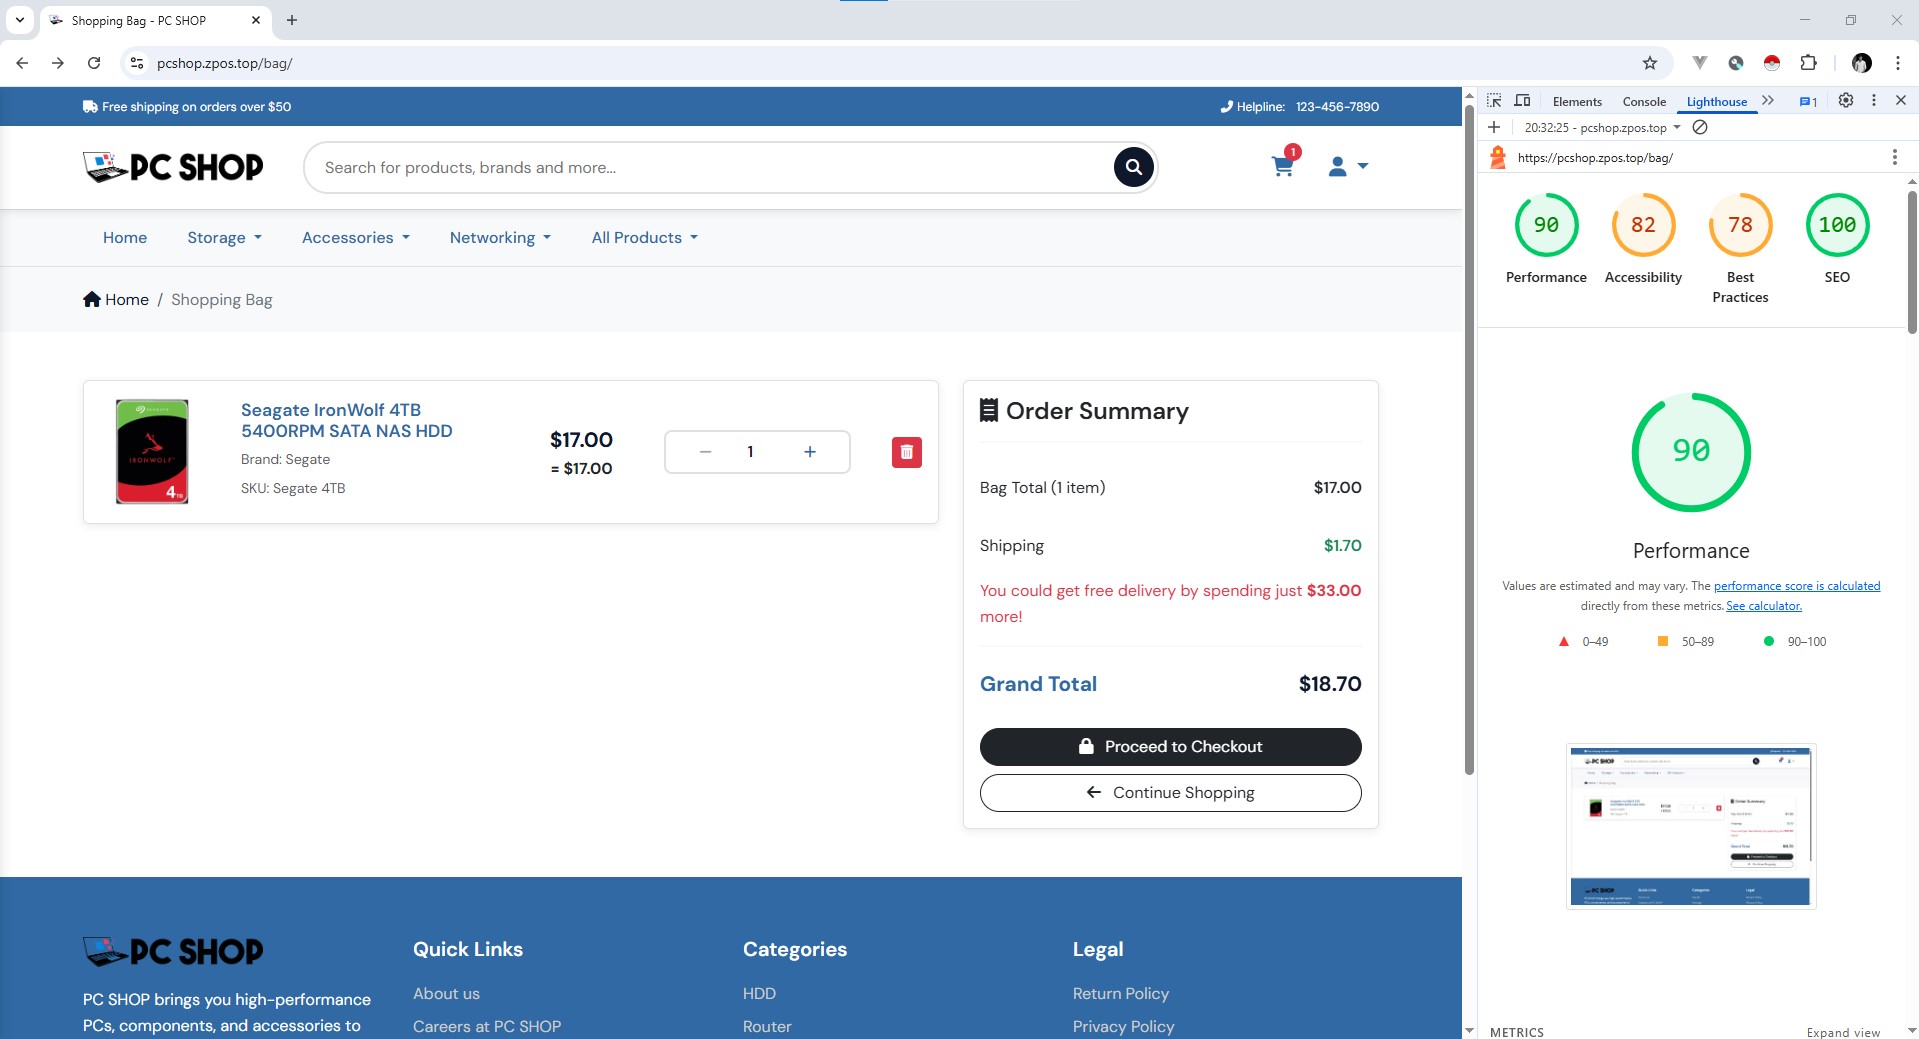 Shopping Bag - PC SHOP
pcshop.zpos.top/bag/
Free shipping on orders over $50
Helpline: 123-456-7890
PC SHOP
Search for products, brands and more...
1
Home
Storage
Accessories
Networking
All Products
Home / Shopping Bag
SEAGATE
IRONWOLF
4TB
Seagate IronWolf 4TB
5400RPM SATA NAS HDD
Brand: Segate
SKU: Segate 4TB
$17.00
= $17.00
− 1 +
Order Summary
Bag Total (1 item) $17.00
Shipping $1.70
You could get free delivery by spending just $33.00
more!
Grand Total $18.70
Proceed to Checkout
Continue Shopping
PC SHOP
PC SHOP brings you high-performance
PCs, components, and accessories to
Quick Links
About us
Careers at PC SHOP
Categories
HDD
Router
Legal
Return Policy
Privacy Policy
Elements Console Lighthouse 1
20:32:25 - pcshop.zpos.top
https://pcshop.zpos.top/bag/
90 82 78 100
Performance Accessibility Best Practices SEO
90
Performance
Values are estimated and may vary. The performance score is calculated
directly from these metrics. See calculator.
0–49 50–89 90–100
PC SHOP
Order Summary
METRICS
Expand view